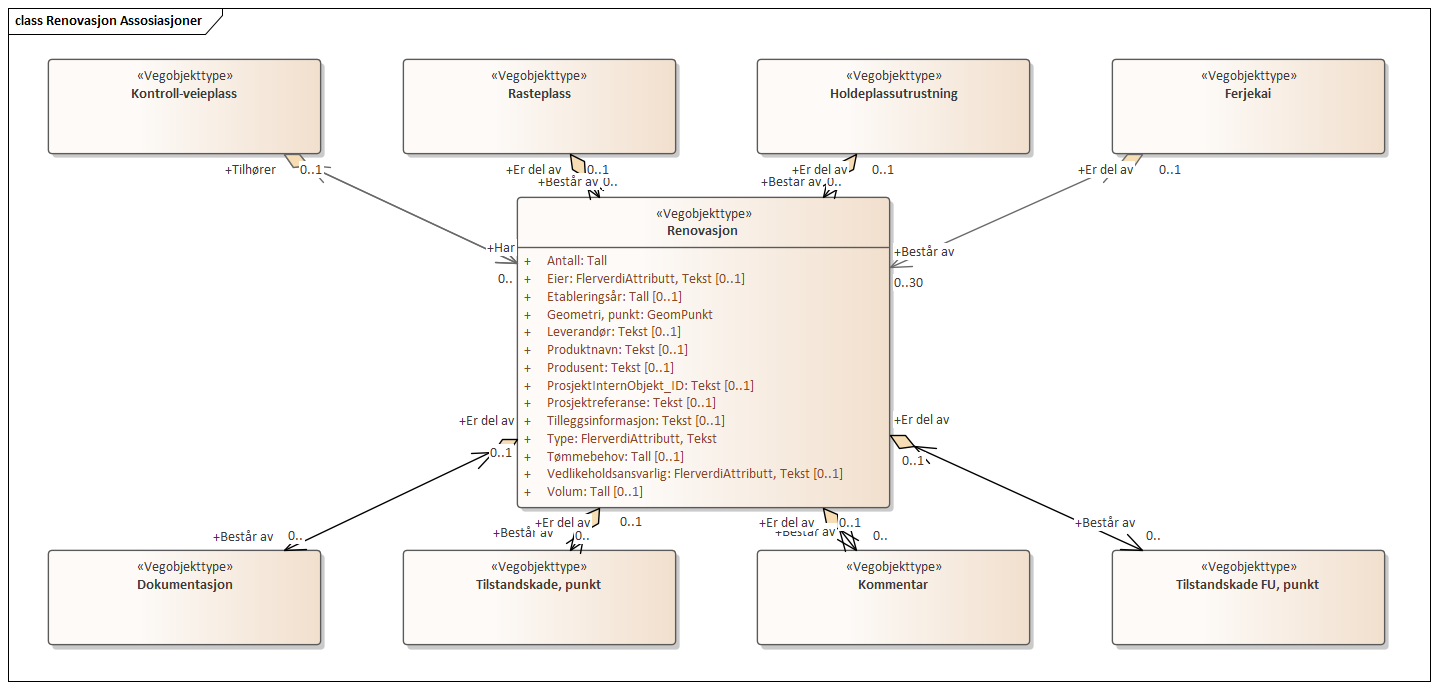 class Renovasjon Assosiasjoner
«Vegobjekttype»
Kontroll-veieplass
«Vegobjekttype»
Rasteplass
«Vegobjekttype»
Holdeplassutrustning
«Vegobjekttype»
Ferjekai
+Tilhører
0..1
+Er del av
0..1
+Består av
0..
+Er del av
0..1
+Består av
0..
+Er del av
0..1
«Vegobjekttype»
Renovasjon
+Har
0..
+Består av
0..30
+ Antall: Tall
+ Eier: FlerverdiAttributt, Tekst [0..1]
+ Etableringsår: Tall [0..1]
+ Geometri, punkt: GeomPunkt
+ Leverandør: Tekst [0..1]
+ Produktnavn: Tekst [0..1]
+ Produsent: Tekst [0..1]
+ ProsjektInternObjekt_ID: Tekst [0..1]
+ Prosjektreferanse: Tekst [0..1]
+ Tilleggsinformasjon: Tekst [0..1]
+ Type: FlerverdiAttributt, Tekst
+ Tømmebehov: Tall [0..1]
+ Vedlikeholdsansvarlig: FlerverdiAttributt, Tekst [0..1]
+ Volum: Tall [0..1]
+Er del av
0..1
+Er del av
0..1
+Består av
0..
+Er del av
0..1
+Består av
0..
+Er del av
0..1
+Består av
0..
+Består av
0..
«Vegobjekttype»
Dokumentasjon
«Vegobjekttype»
Tilstandskade, punkt
«Vegobjekttype»
Kommentar
«Vegobjekttype»
Tilstandskade FU, punkt